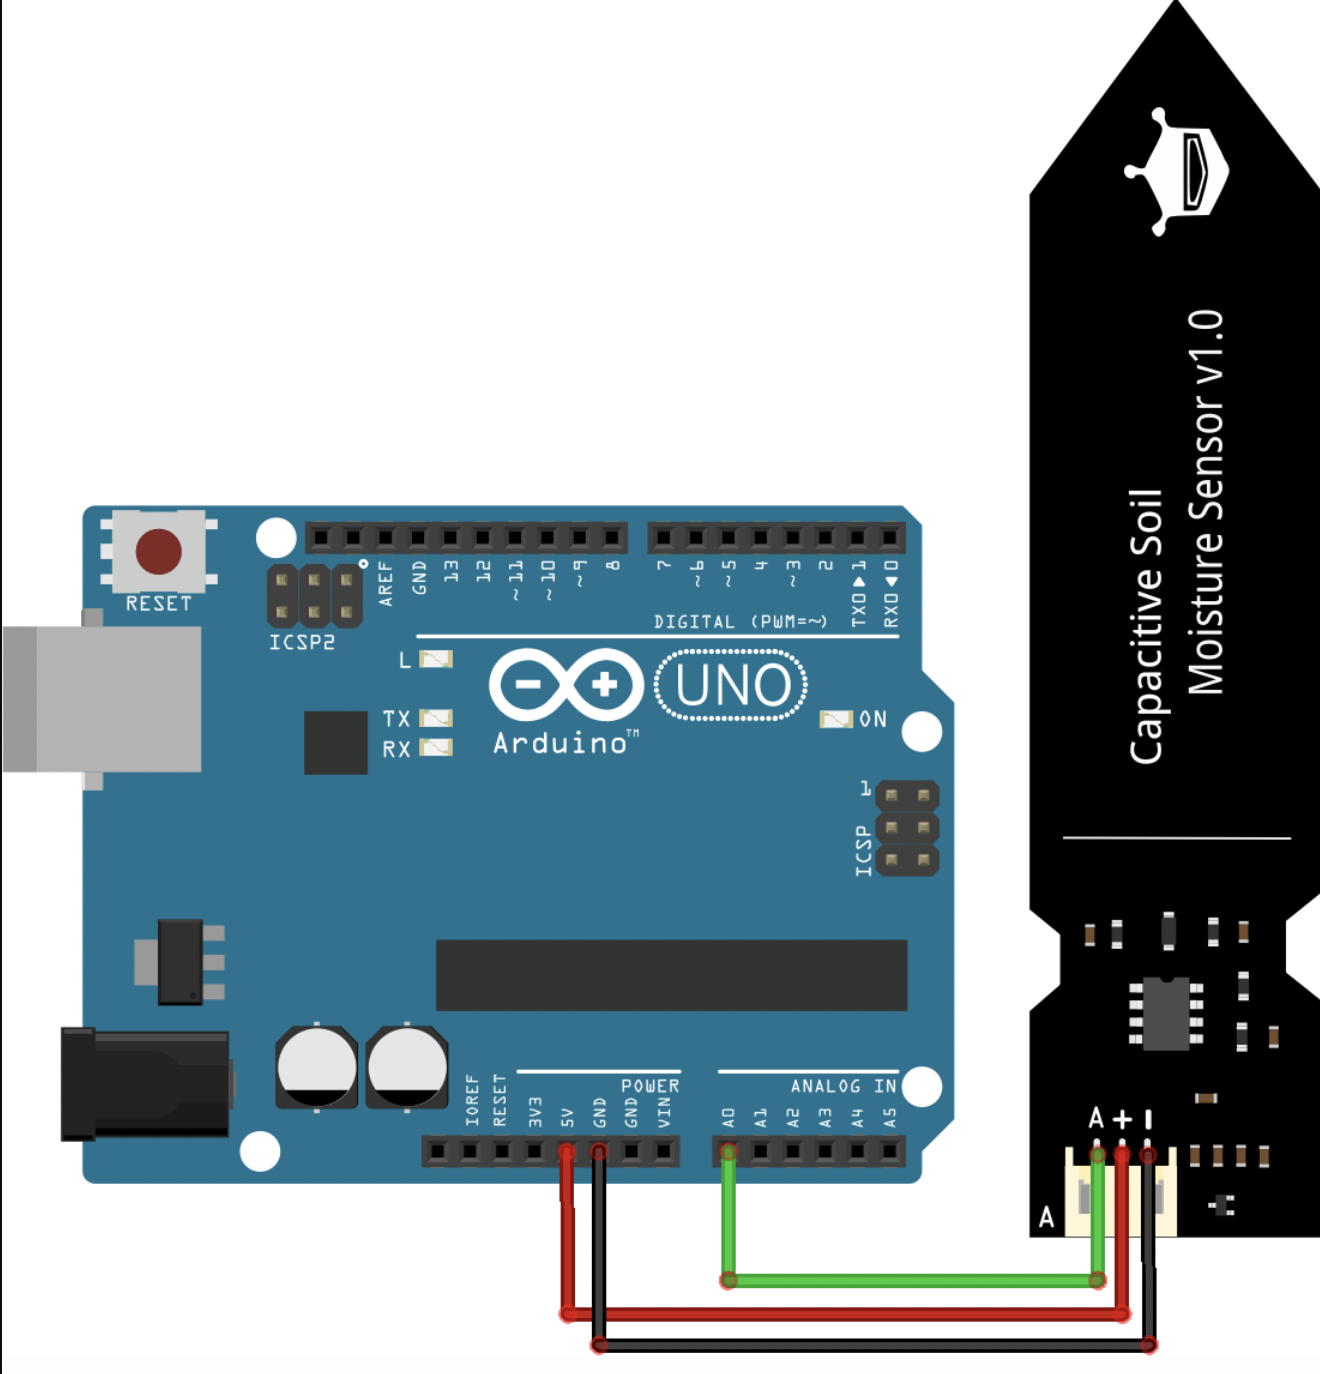 RESET
ICSP2
AREF
GND
13
12
~11
~10
~9
8
7
~6
~5
4
~3
2
TX0▶1
RX0◀0
DIGITAL (PWM=~)
L
TX
RX
Arduino™
UNO
ON
1
ICSP
POWER
ANALOG IN
IOREF
RESET
3V3
5V
GND
GND
VIN
A0
A1
A2
A3
A4
A5
Capacitive Soil
Moisture Sensor v1.0
A + -
A